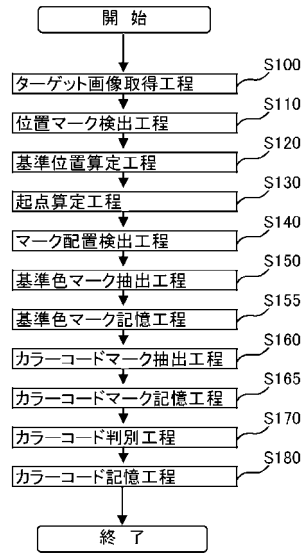 開 始
S100
ターゲット画像取得工程
S110
位置マーク検出工程
S120
基準位置算定工程
S130
起点算定工程
S140
マーク配置検出工程
S150
基準色マーク抽出工程
S155
基準色マーク記憶工程
S160
カラーコードマーク抽出工程
S165
カラーコードマーク記憶工程
S170
カラーコード判別工程
S180
カラーコード記憶工程
終 了